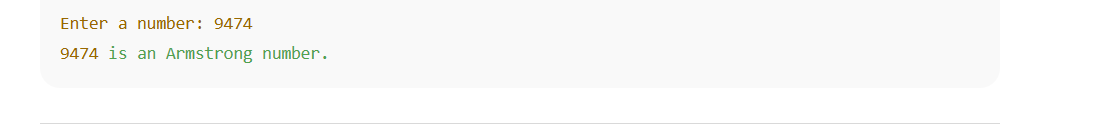 Enter a number: 9474
9474 is an Armstrong number.